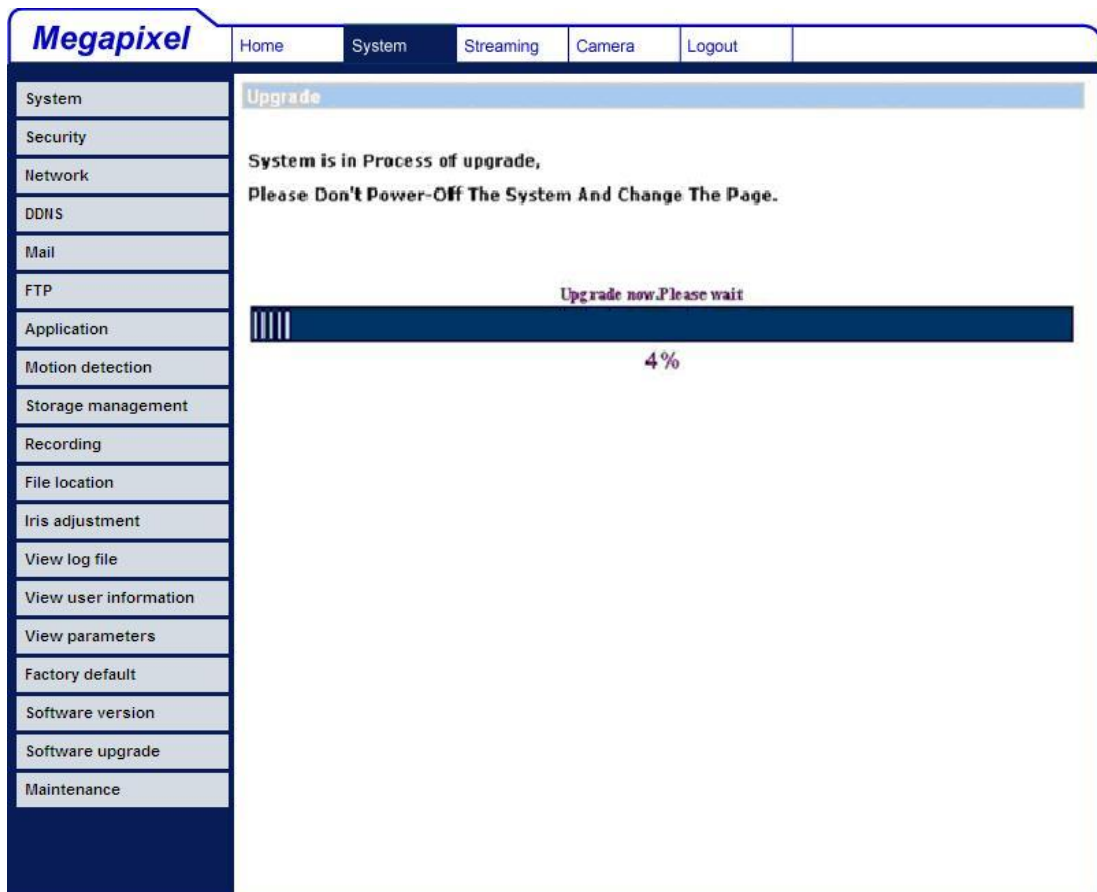 Megapixel
Home System Streaming Camera Logout
System
Security
Network
DDNS
Mail
FTP
Application
Motion detection
Storage management
Recording
File location
Iris adjustment
View log file
View user information
View parameters
Factory default
Software version
Software upgrade
Maintenance
Upgrade
System is in Process of upgrade,
Please Don't Power-Off The System And Change The Page.
Upgrade now.Please wait
4%